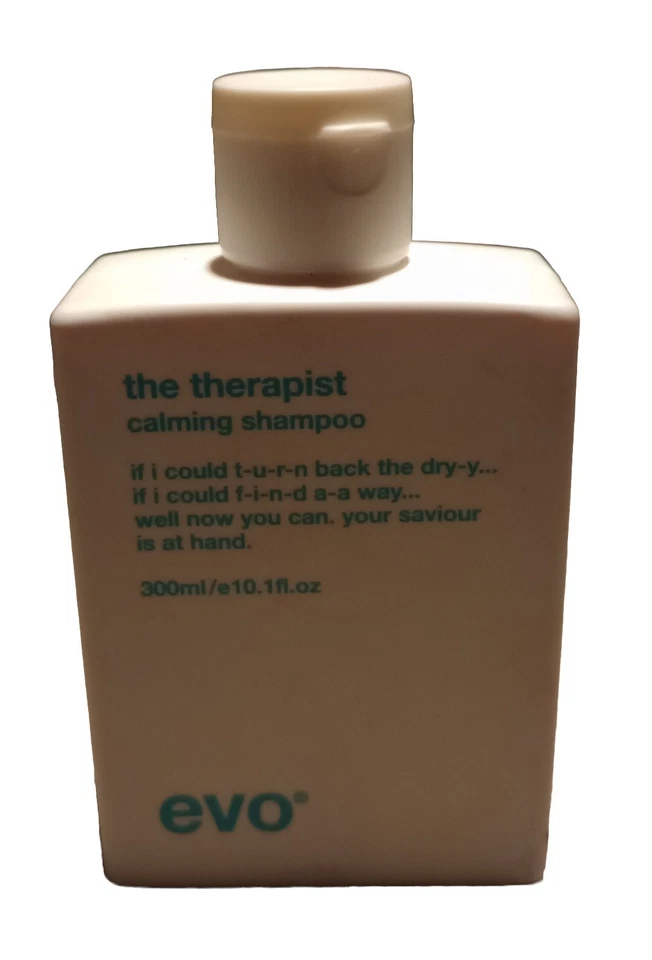 the therapist
calming shampoo
if i could t-u-r-n back the dry-y...
if i could f-i-n-d a-a way...
well now you can. your saviour
is at hand.
300ml/e10.1fl.oz
evo®